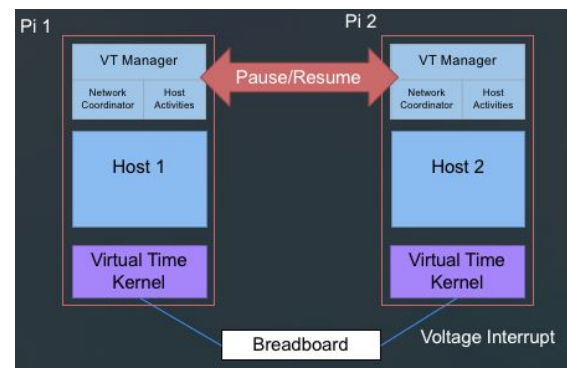 Pi 1
Pi 2
VT Manager
Network
Coordinator
Host
Activities
Pause/Resume
VT Manager
Network
Coordinator
Host
Activities
Host 1
Host 2
Virtual Time
Kernel
Virtual Time
Kernel
Breadboard
Voltage Interrupt